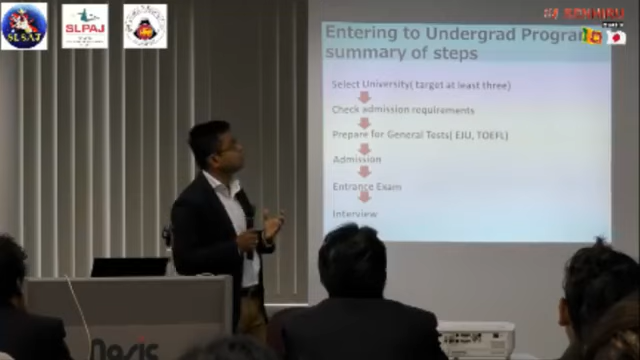 SLSAJ
SLPAJ
Entering to Undergrad Program
summary of steps
Select University( target at least three)
Check admission requirements
Prepare for General Tests( EJU, TOEFL)
Admission
Entrance Exam
Interview